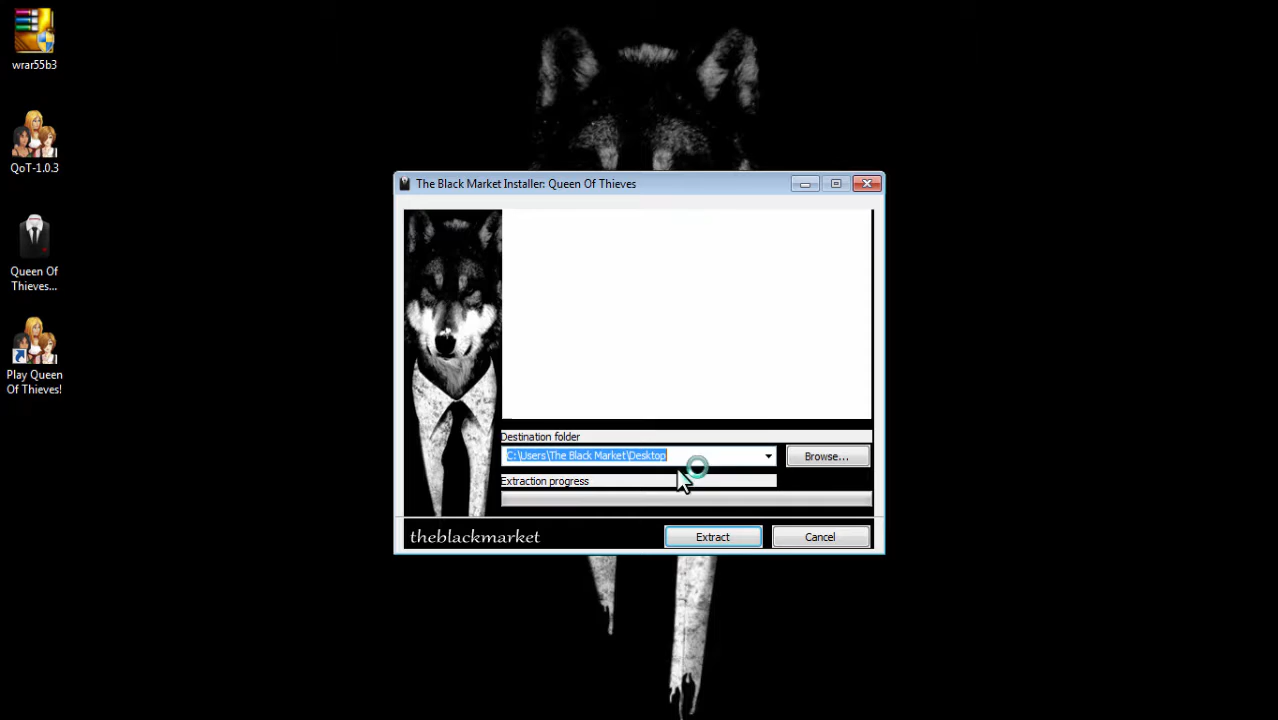 wrar55b3
QoT-1.0.3
Queen Of
Thieves...
Play Queen
Of Thieves!
The Black Market Installer: Queen Of Thieves
Destination folder
C:\Users\The Black Market\Desktop
Browse...
Extraction progress
theblackmarket
Extract
Cancel